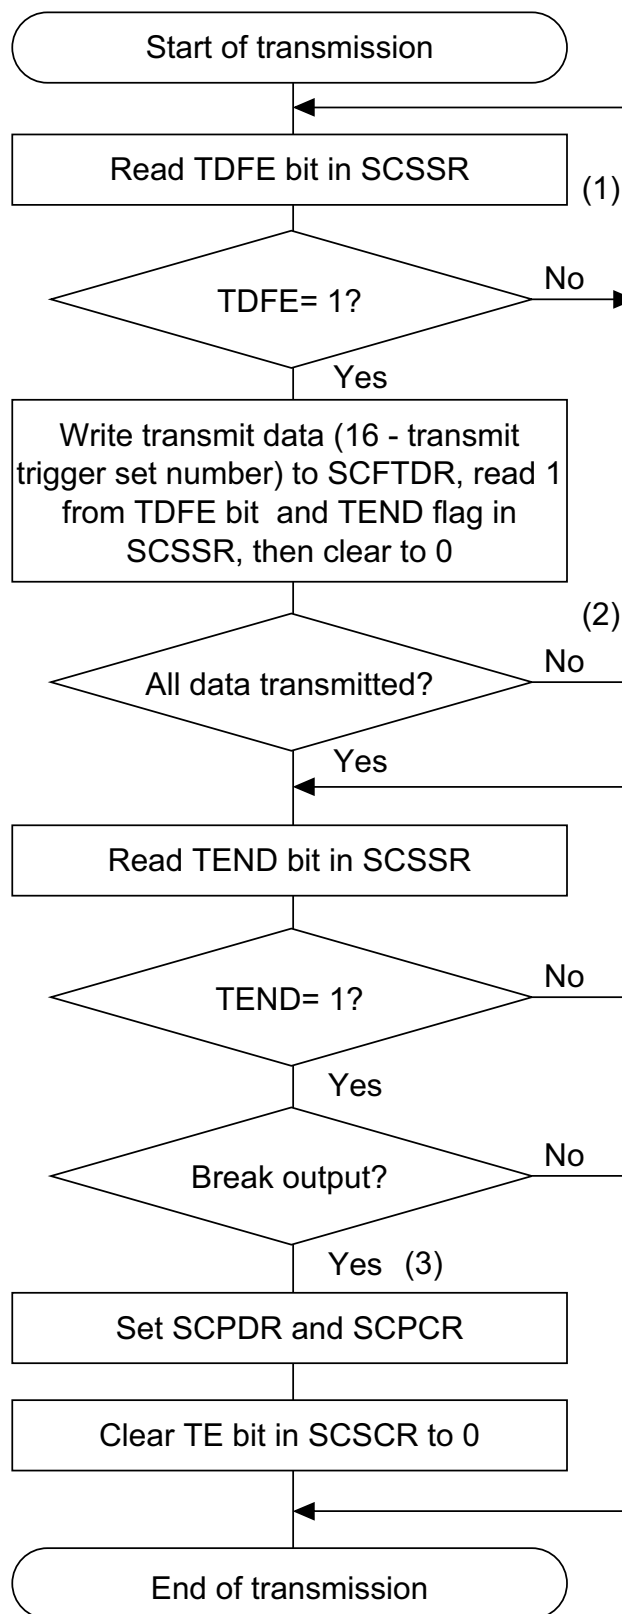 Start of transmission
Read TDFE bit in SCSSR
(1)
TDFE= 1?
No
Yes
Write transmit data (16 - transmit
trigger set number) to SCFTDR, read 1
from TDFE bit  and TEND flag in
SCSSR, then clear to 0
(2)
All data transmitted?
No
Yes
Read TEND bit in SCSSR
TEND= 1?
No
Yes
Break output?
No
Yes (3)
Set SCPDR and SCPCR
Clear TE bit in SCSCR to 0
End of transmission